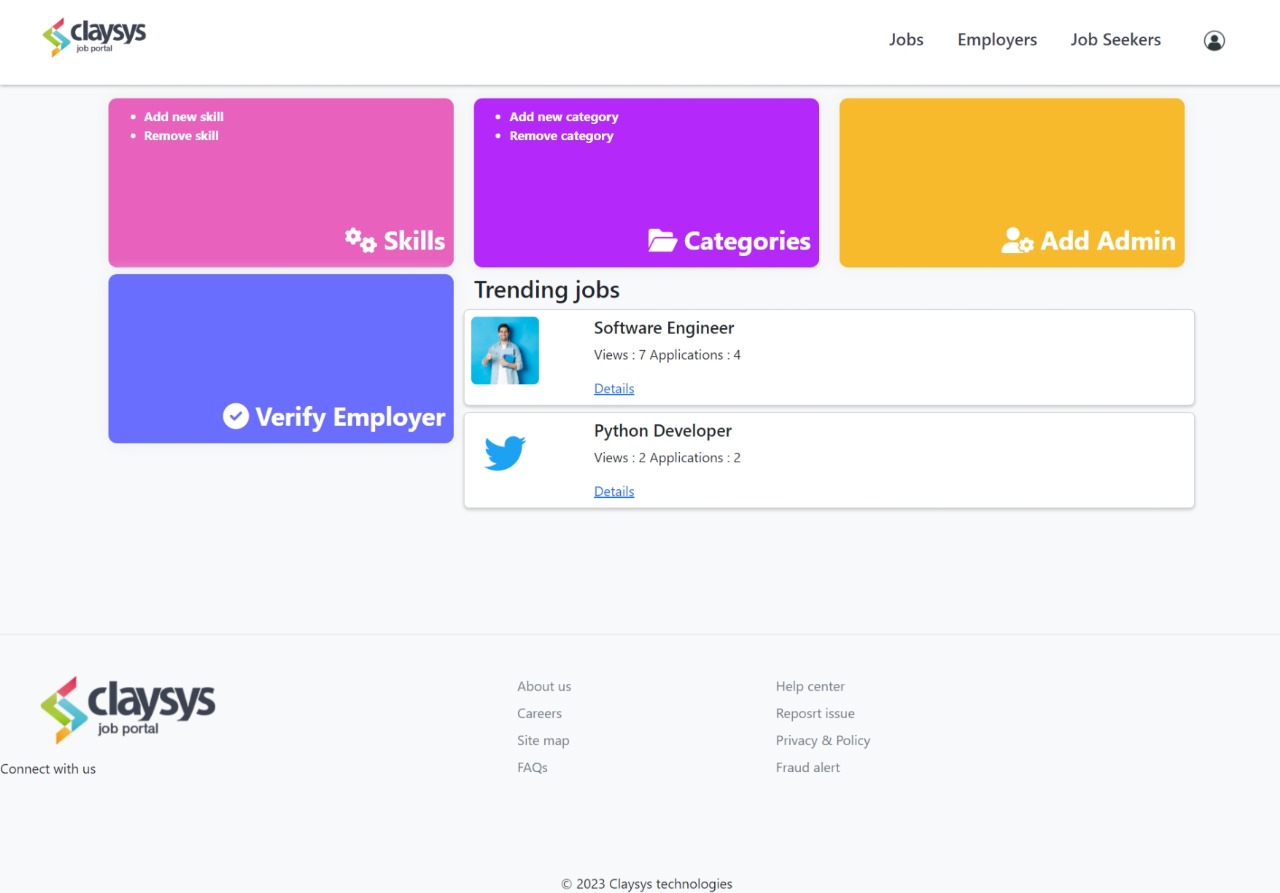 claysys
job portal
Jobs Employers Job Seekers
Add new skill
Remove skill
Skills
Add new category
Remove category
Categories
Add Admin
Verify Employer
Trending jobs
Software Engineer
Views : 7 Applications : 4
Details
Python Developer
Views : 2 Applications : 2
Details
claysys
job portal
Connect with us
About us
Careers
Site map
FAQs
Help center
Reposrt issue
Privacy & Policy
Fraud alert
© 2023 Claysys technologies